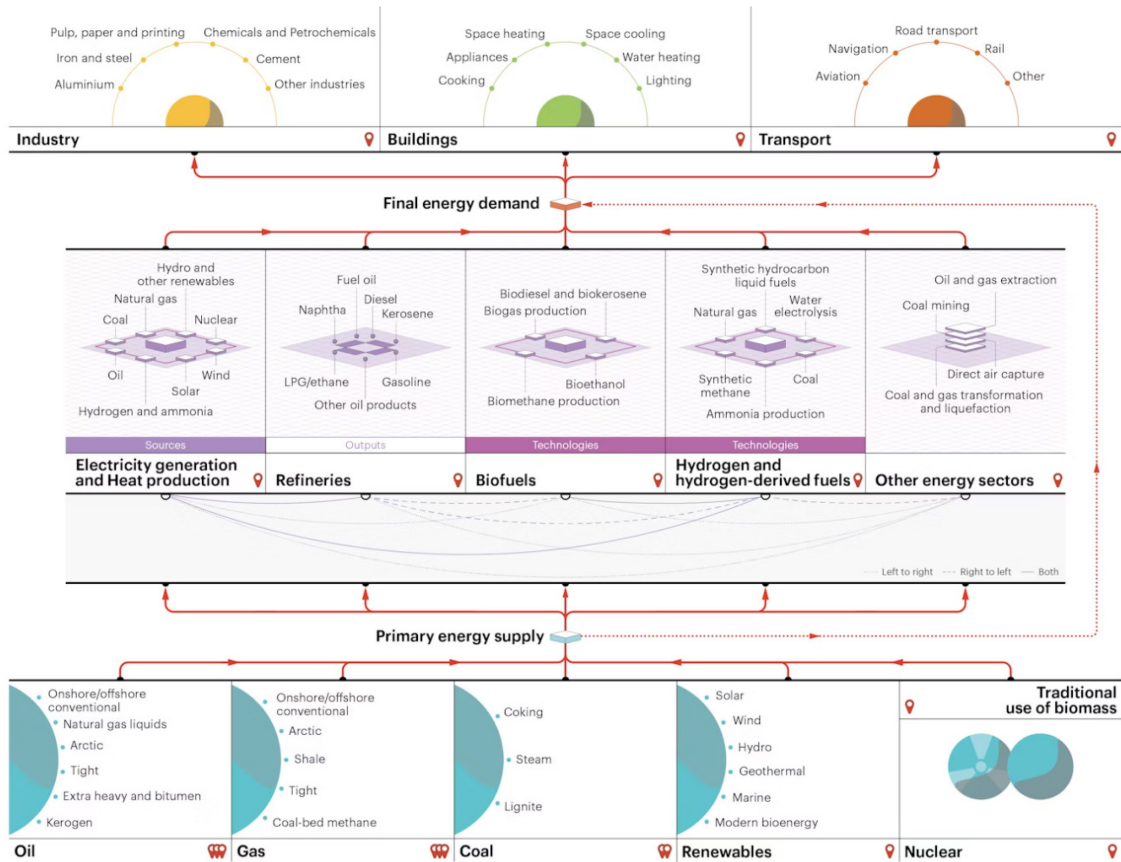 Pulp, paper and printing
Chemicals and Petrochemicals
Iron and steel
Cement
Aluminium
Other industries
Industry
Space heating
Space cooling
Appliances
Water heating
Cooking
Lighting
Buildings
Road transport
Navigation
Rail
Aviation
Other
Transport
Final energy demand
Hydro and
other renewables
Natural gas
Coal
Nuclear
Oil
Wind
Solar
Hydrogen and ammonia
Sources
Electricity generation
and Heat production
Fuel oil
Diesel
Naphtha
Kerosene
LPG/ethane
Gasoline
Other oil products
Outputs
Refineries
Biodiesel and biokerosene
Biogas production
Bioethanol
Biomethane production
Technologies
Biofuels
Synthetic hydrocarbon
liquid fuels
Natural gas
Water
electrolysis
Synthetic
methane
Coal
Ammonia production
Technologies
Hydrogen and
hydrogen-derived fuels
Oil and gas extraction
Coal mining
Direct air capture
Coal and gas transformation
and liquefaction
Other energy sectors
Left to right
Right to left
Both
Primary energy supply
Onshore/offshore
conventional
Natural gas liquids
Arctic
Tight
Extra heavy and bitumen
Kerogen
Oil
Onshore/offshore
conventional
Arctic
Shale
Tight
Coal-bed methane
Gas
Coking
Steam
Lignite
Coal
Solar
Wind
Hydro
Geothermal
Marine
Modern bioenergy
Renewables
Traditional
use of biomass
Nuclear